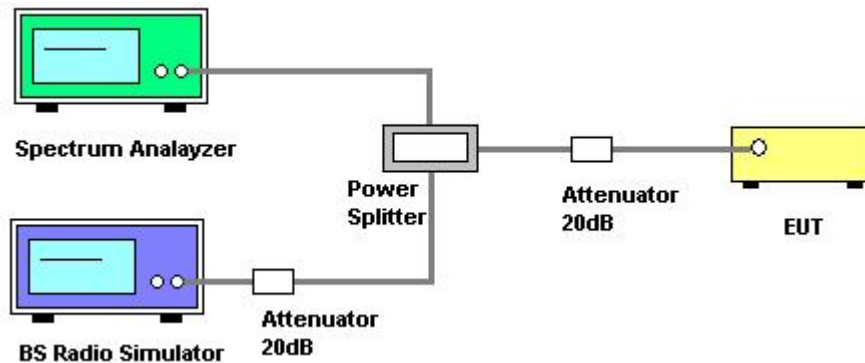 Spectrum Analayzer
Power
Splitter
Attenuator
20dB
EUT
Attenuator
20dB
BS Radio Simulator